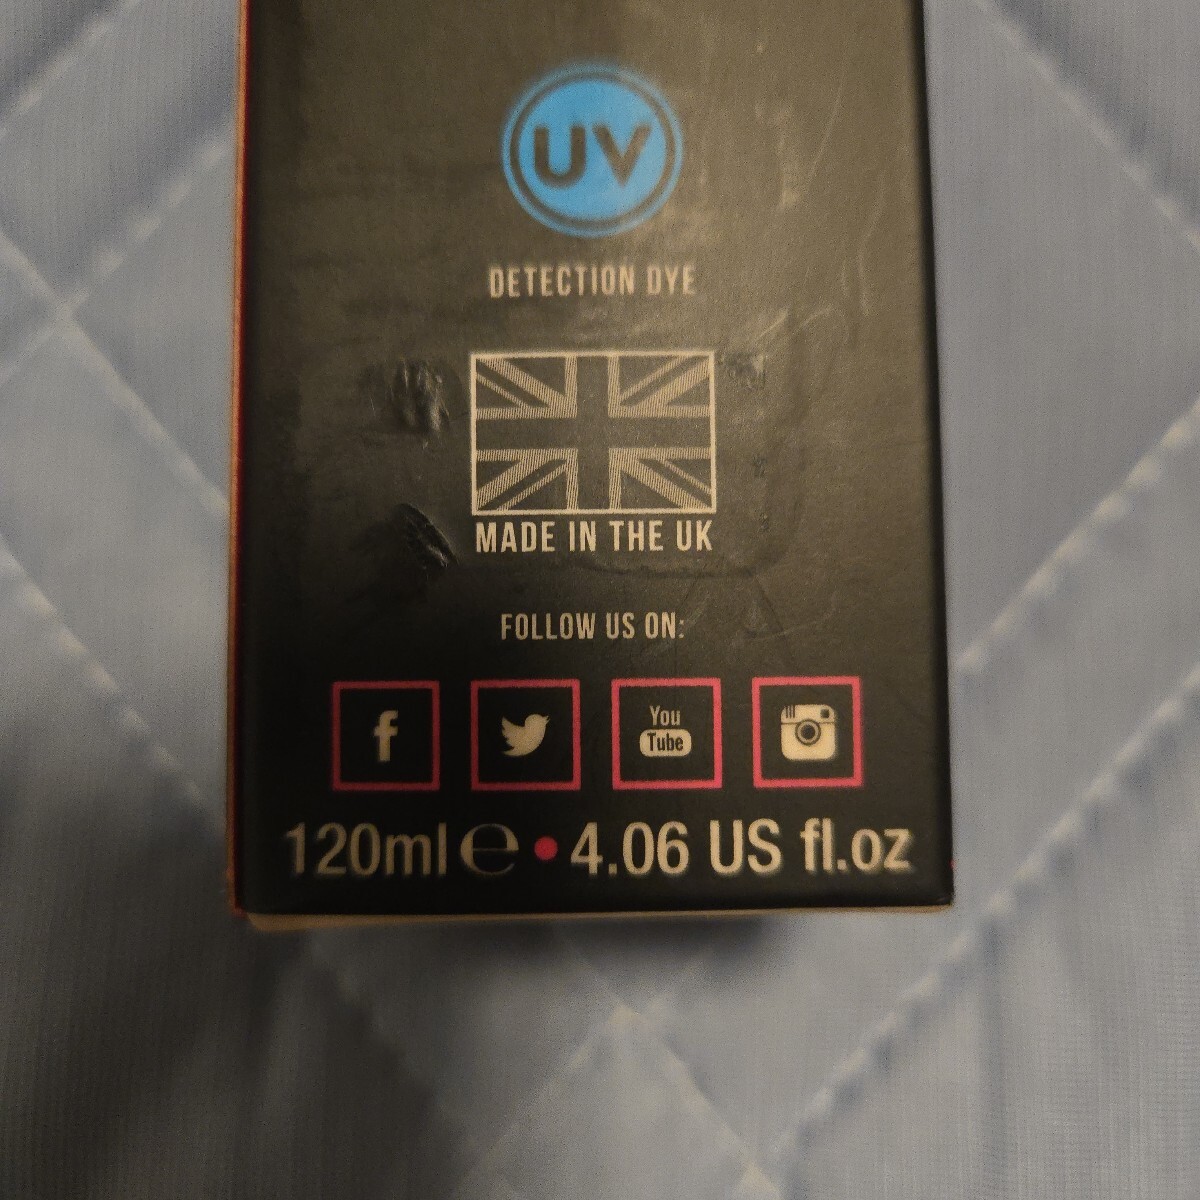 UV
DETECTION DYE
MADE IN THE UK
FOLLOW US ON:
f
You
Tube
120ml℮ • 4.06 US fl.oz